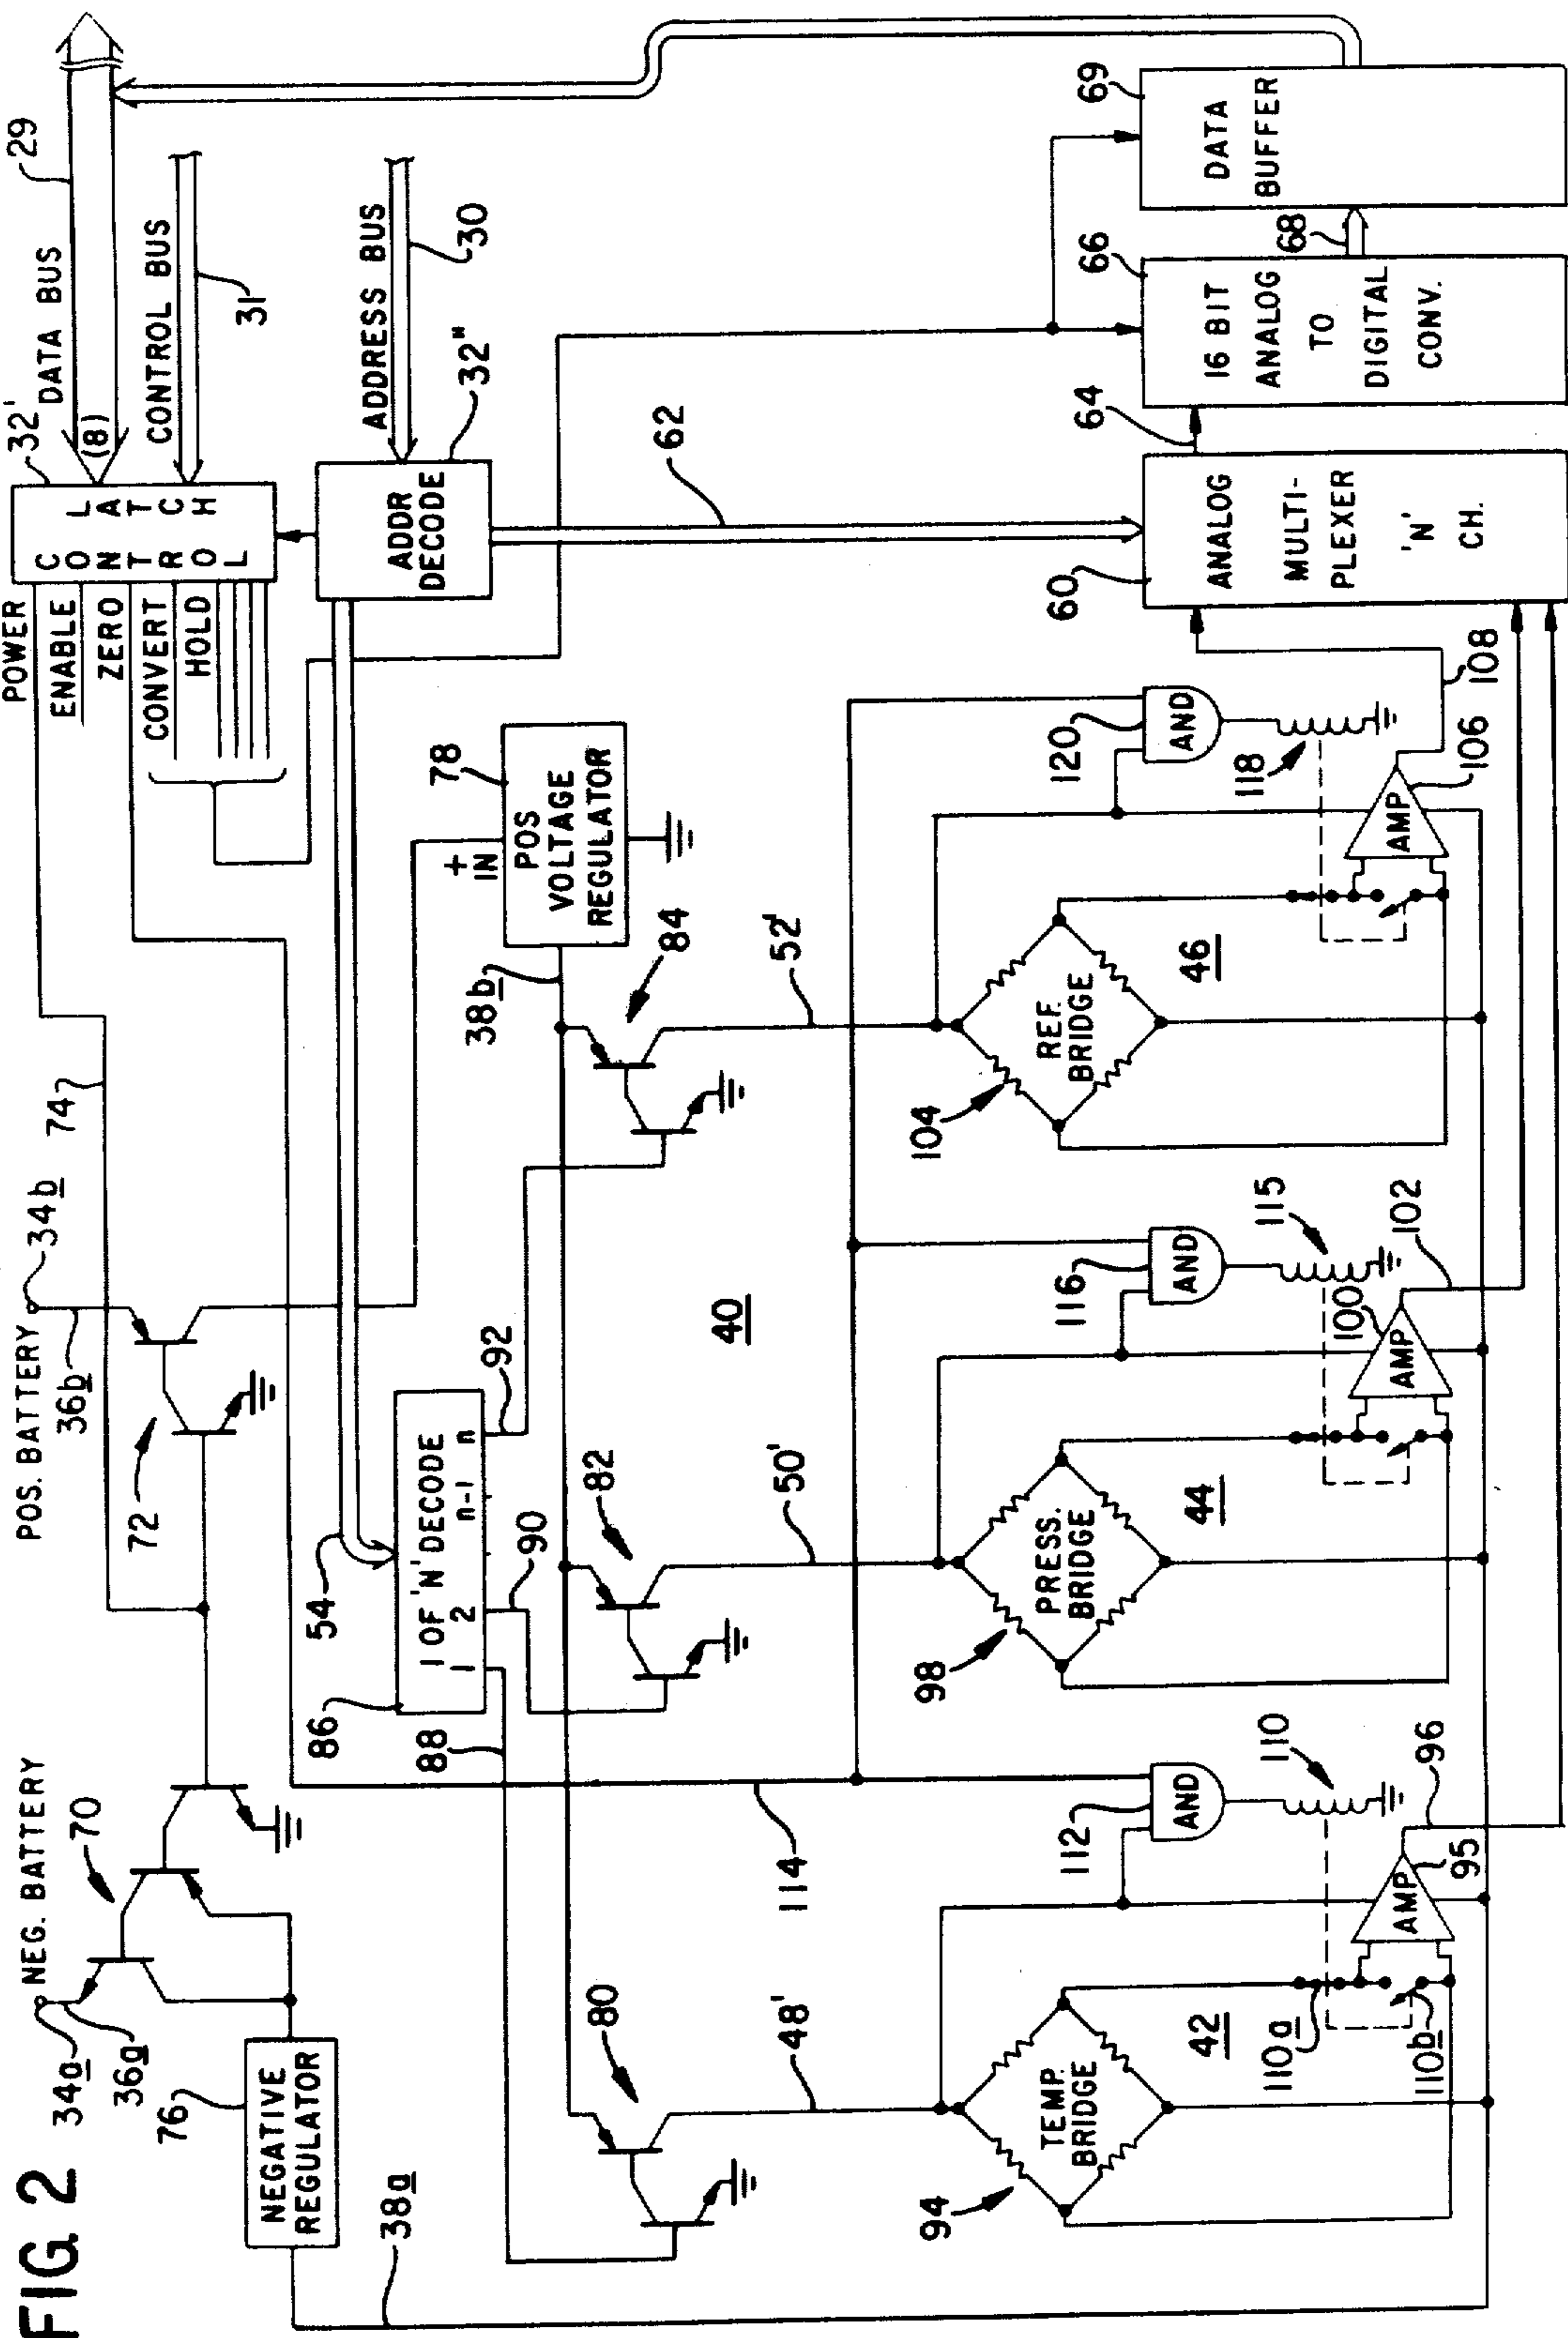 FIG. 2
POWER
ENABLE
ZERO
CONVERT
HOLD
CONTROL
LATCH
32'
(8)
DATA BUS
29
CONTROL BUS
31
ADDRESS BUS
30
ADDR
DECODE
32"
62
POS. BATTERY
34b
36b
72
74
NEG. BATTERY
34a
36a
70
76
NEGATIVE
REGULATOR
38a
54
1 OF 'N' DECODE
1 2 n-1 n
86
88
90
92
78
+
IN
POS
VOLTAGE
REGULATOR
38b
84
82
80
40
52'
50'
48'
114
REF.
BRIDGE
104
46
AND
120
118
AMP
106
108
PRESS.
BRIDGE
98
44
AND
116
115
AMP
100
102
TEMP.
BRIDGE
94
42
AND
112
110
110a
110b
AMP
95
96
60
ANALOG
MULTI-
PLEXER
'N'
CH.
64
66
16 BIT
ANALOG
TO
DIGITAL
CONV.
68
69
DATA
BUFFER